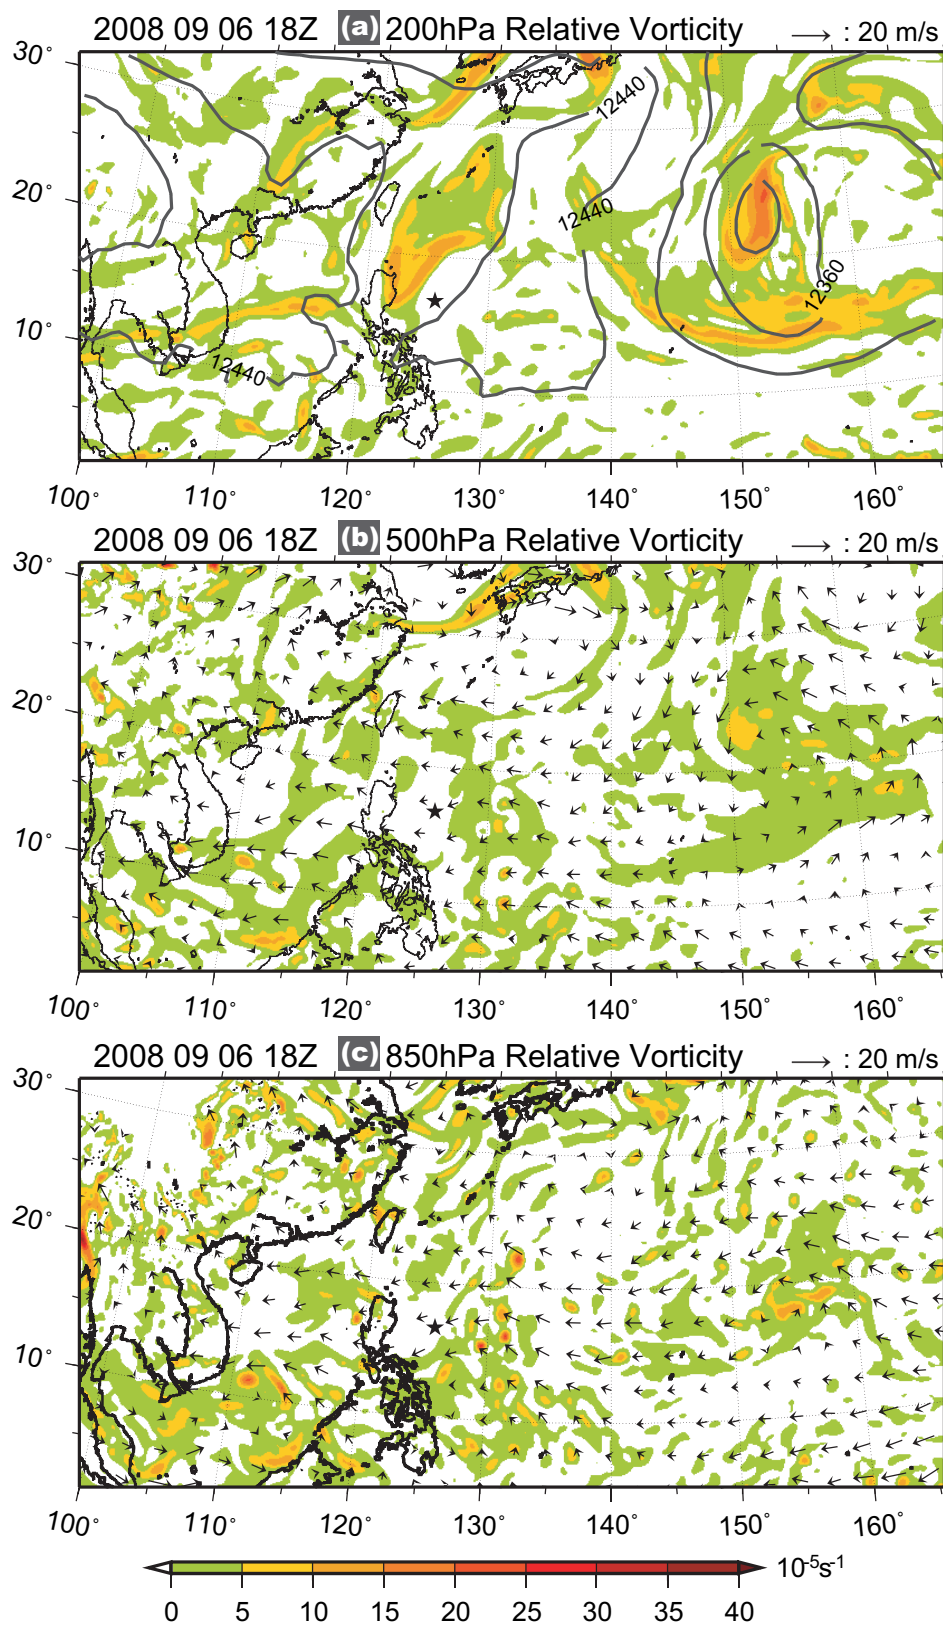 2008 09 06 18Z (a) 200hPa Relative Vorticity → : 20 m/s
30°
20°
10°
12440
12440
12360
12440
100° 110° 120° 130° 140° 150° 160°
2008 09 06 18Z (b) 500hPa Relative Vorticity → : 20 m/s
30°
20°
10°
100° 110° 120° 130° 140° 150° 160°
2008 09 06 18Z (c) 850hPa Relative Vorticity → : 20 m/s
30°
20°
10°
100° 110° 120° 130° 140° 150° 160°
10⁻⁵s⁻¹
0 5 10 15 20 25 30 35 40